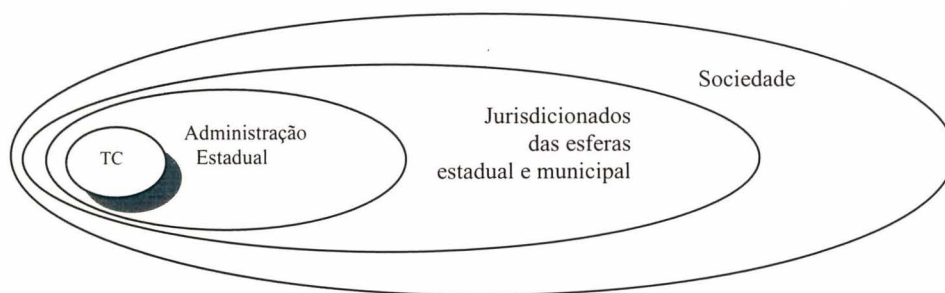 Sociedade
Jurisdicionados
das esferas
estadual e municipal
Administração
Estadual
TC